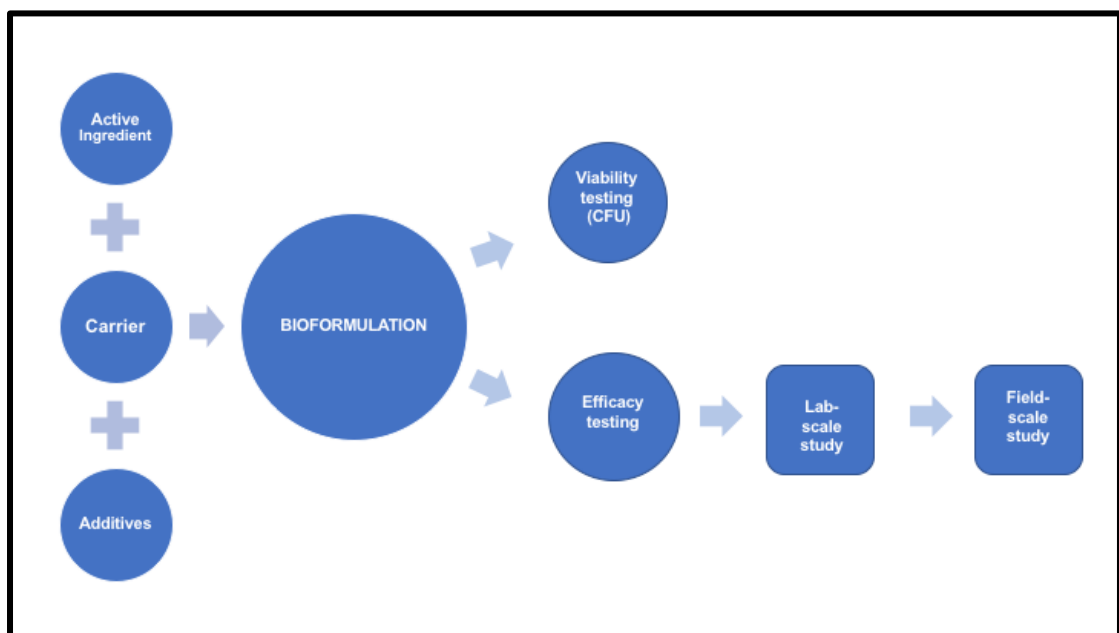 Active
Ingredient
Carrier
Additives
BIOFORMULATION
Viability
testing
(CFU)
Efficacy
testing
Lab-
scale
study
Field-
scale
study